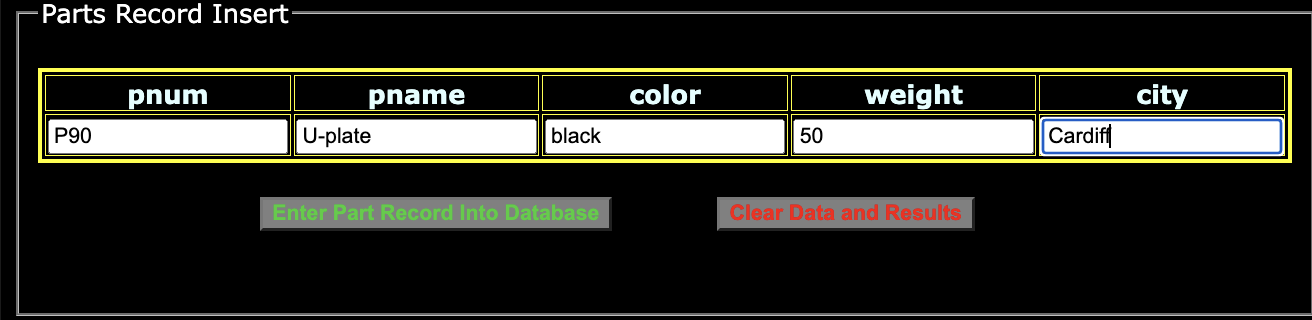 Parts Record Insert
pnum pname color weight city
P90 U-plate black 50 Cardiff
Enter Part Record Into Database Clear Data and Results